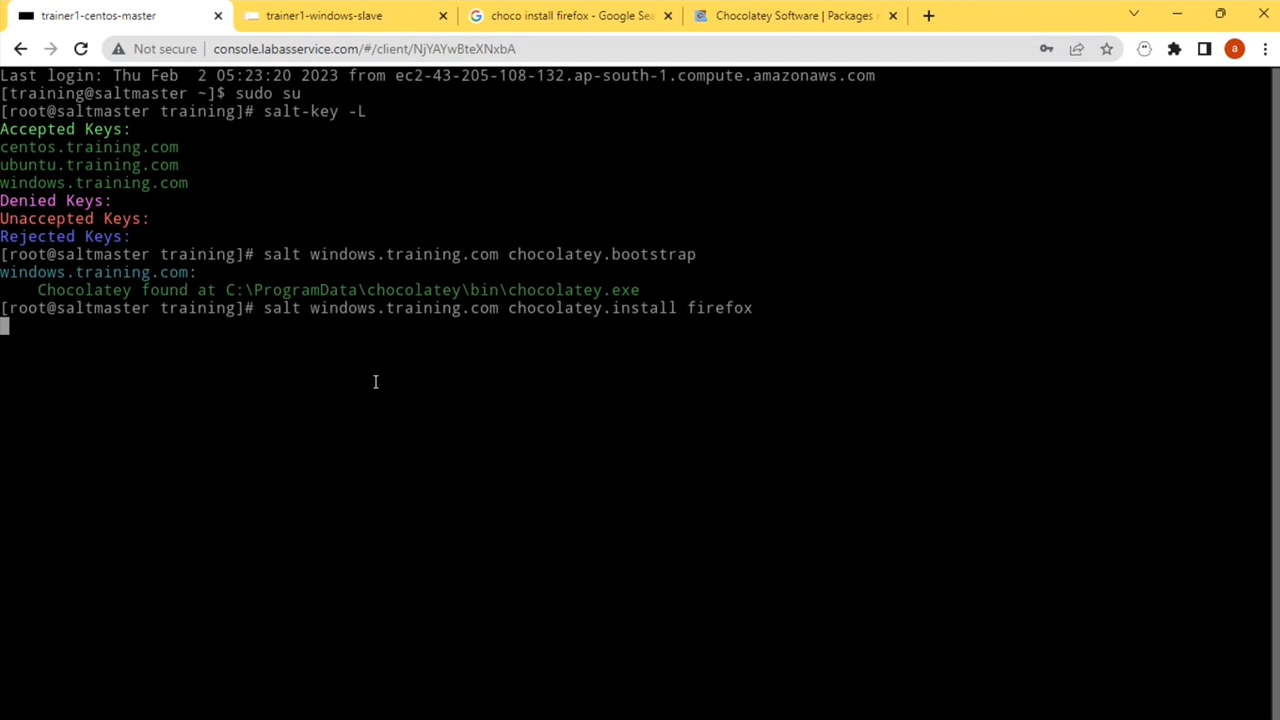 trainer1-centos-master
trainer1-windows-slave
choco install firefox - Google Sea
Chocolatey Software | Packages
Not secure
console.labasservice.com/#/client/NjYAYwBteXNxbA
a
Last login: Thu Feb  2 05:23:20 2023 from ec2-43-205-108-132.ap-south-1.compute.amazonaws.com
[training@saltmaster ~]$ sudo su
[root@saltmaster training]# salt-key -L
Accepted Keys:
centos.training.com
ubuntu.training.com
windows.training.com
Denied Keys:
Unaccepted Keys:
Rejected Keys:
[root@saltmaster training]# salt windows.training.com chocolatey.bootstrap
windows.training.com:
    Chocolatey found at C:\ProgramData\chocolatey\bin\chocolatey.exe
[root@saltmaster training]# salt windows.training.com chocolatey.install firefox